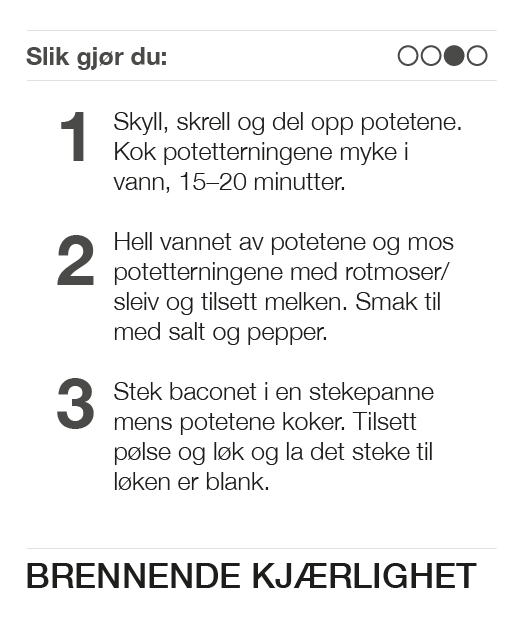 Slik gjør du:
1 Skyll, skrell og del opp potetene.
Kok potetterningene myke i
vann, 15–20 minutter.
2 Hell vannet av potetene og mos
potetterningene med rotmoser/
sleiv og tilsett melken. Smak til
med salt og pepper.
3 Stek baconet i en stekepanne
mens potetene koker. Tilsett
pølse og løk og la det steke til
løken er blank.
BRENNENDE KJÆRLIGHET